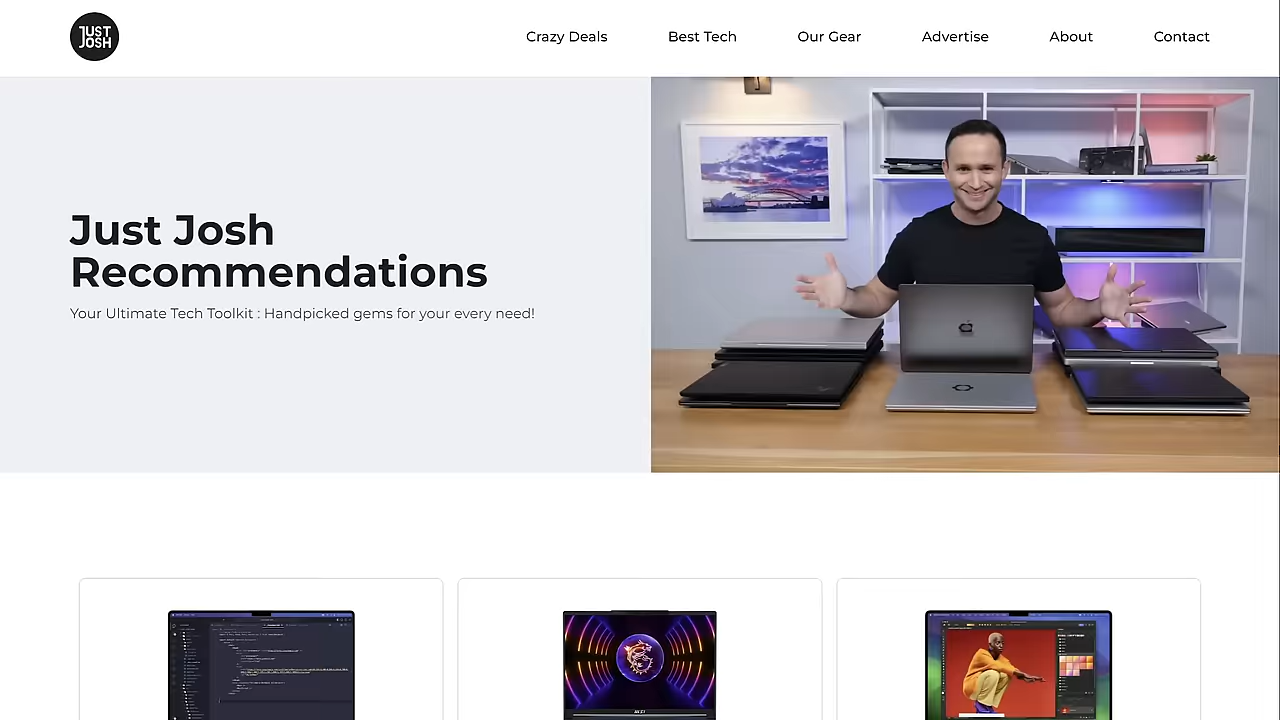 JUST
JOSH
Crazy Deals
Best Tech
Our Gear
Advertise
About
Contact
Just Josh
Recommendations
Your Ultimate Tech Toolkit : Handpicked gems for your every need!
msi